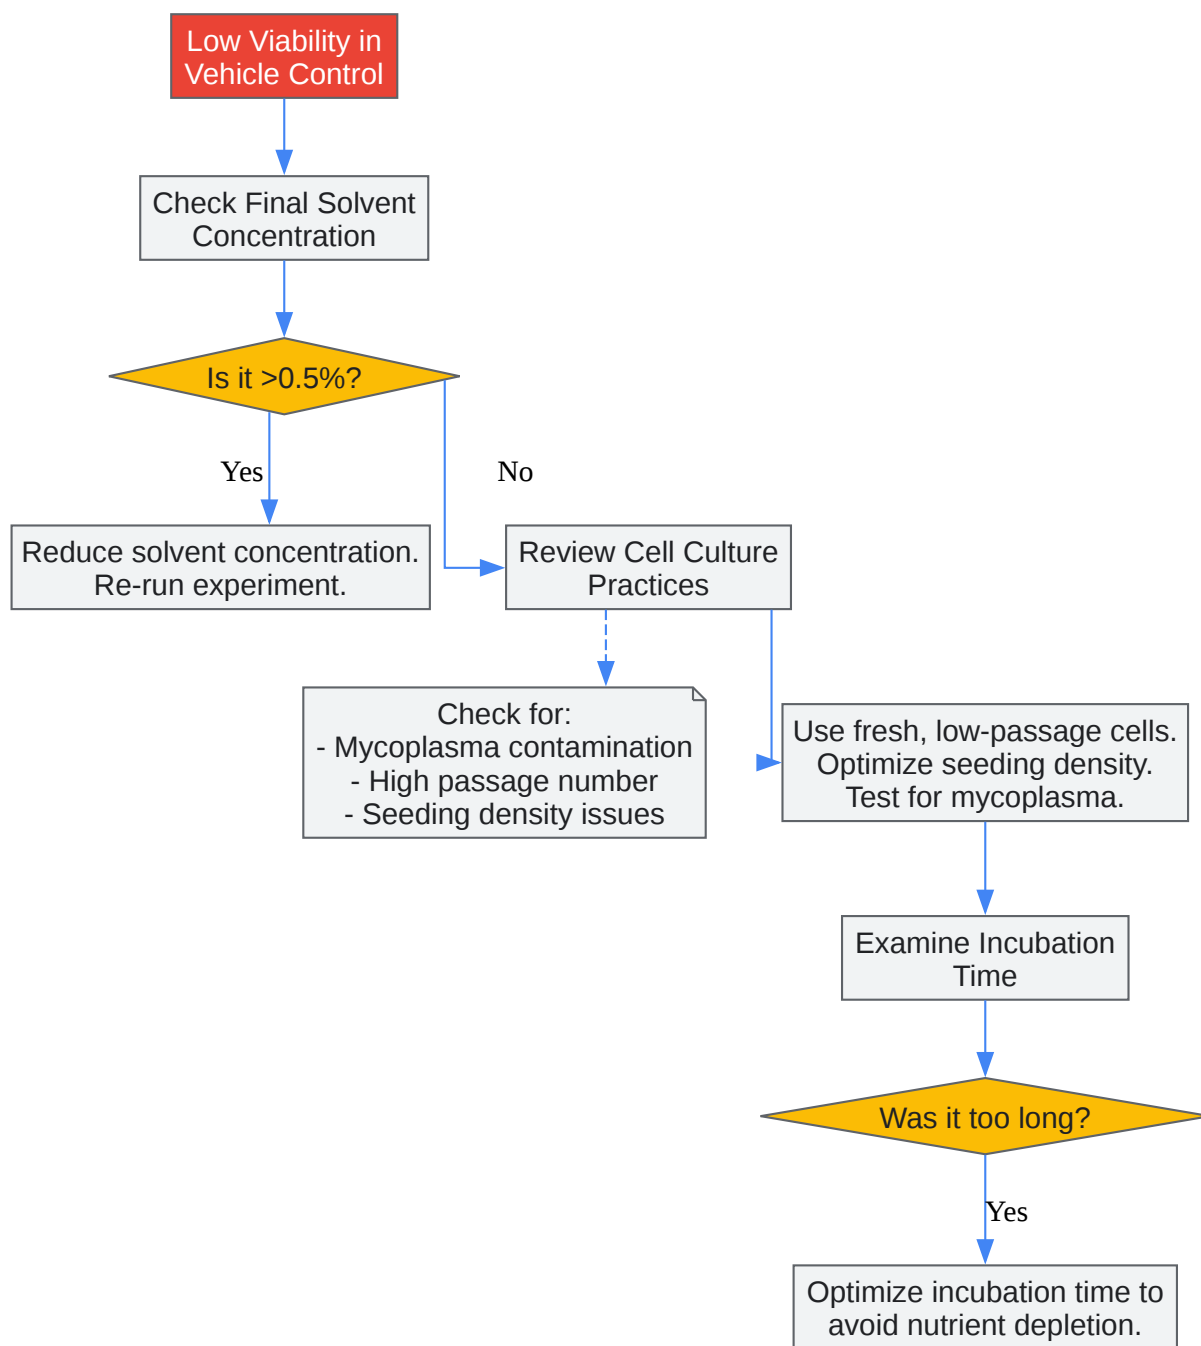 Low Viability in
Vehicle Control
Check Final Solvent
Concentration
Is it >0.5%?
Yes
No
Reduce solvent concentration.
Re-run experiment.
Review Cell Culture
Practices
Check for:
- Mycoplasma contamination
- High passage number
- Seeding density issues
Use fresh, low-passage cells.
Optimize seeding density.
Test for mycoplasma.
Examine Incubation
Time
Was it too long?
Yes
Optimize incubation time to
avoid nutrient depletion.